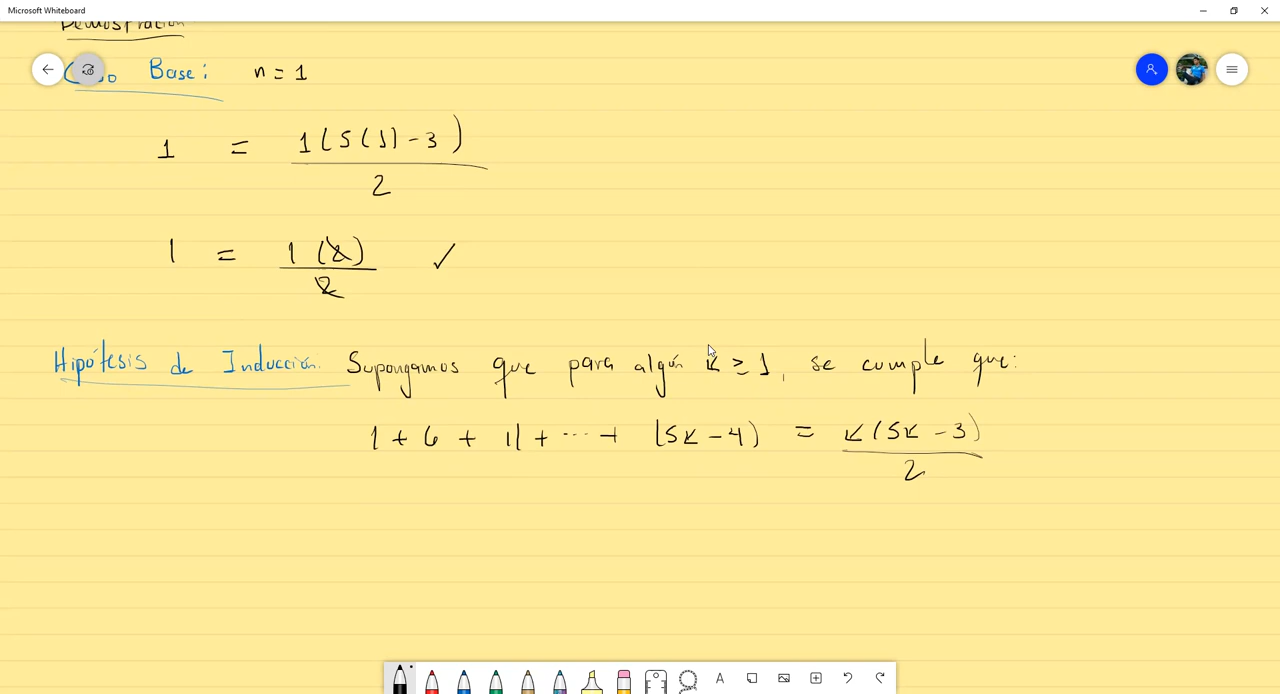 Microsoft Whiteboard
Demostración
Caso Base: n = 1
1 = 1(5(1)-3)
2
1 = 1(2) ✓
2
Hipótesis de Inducción: Supongamos que para algún k ≥ 1, se cumple que:
1 + 6 + 11 + ... + (5k - 4) = k(5k - 3)
2
A